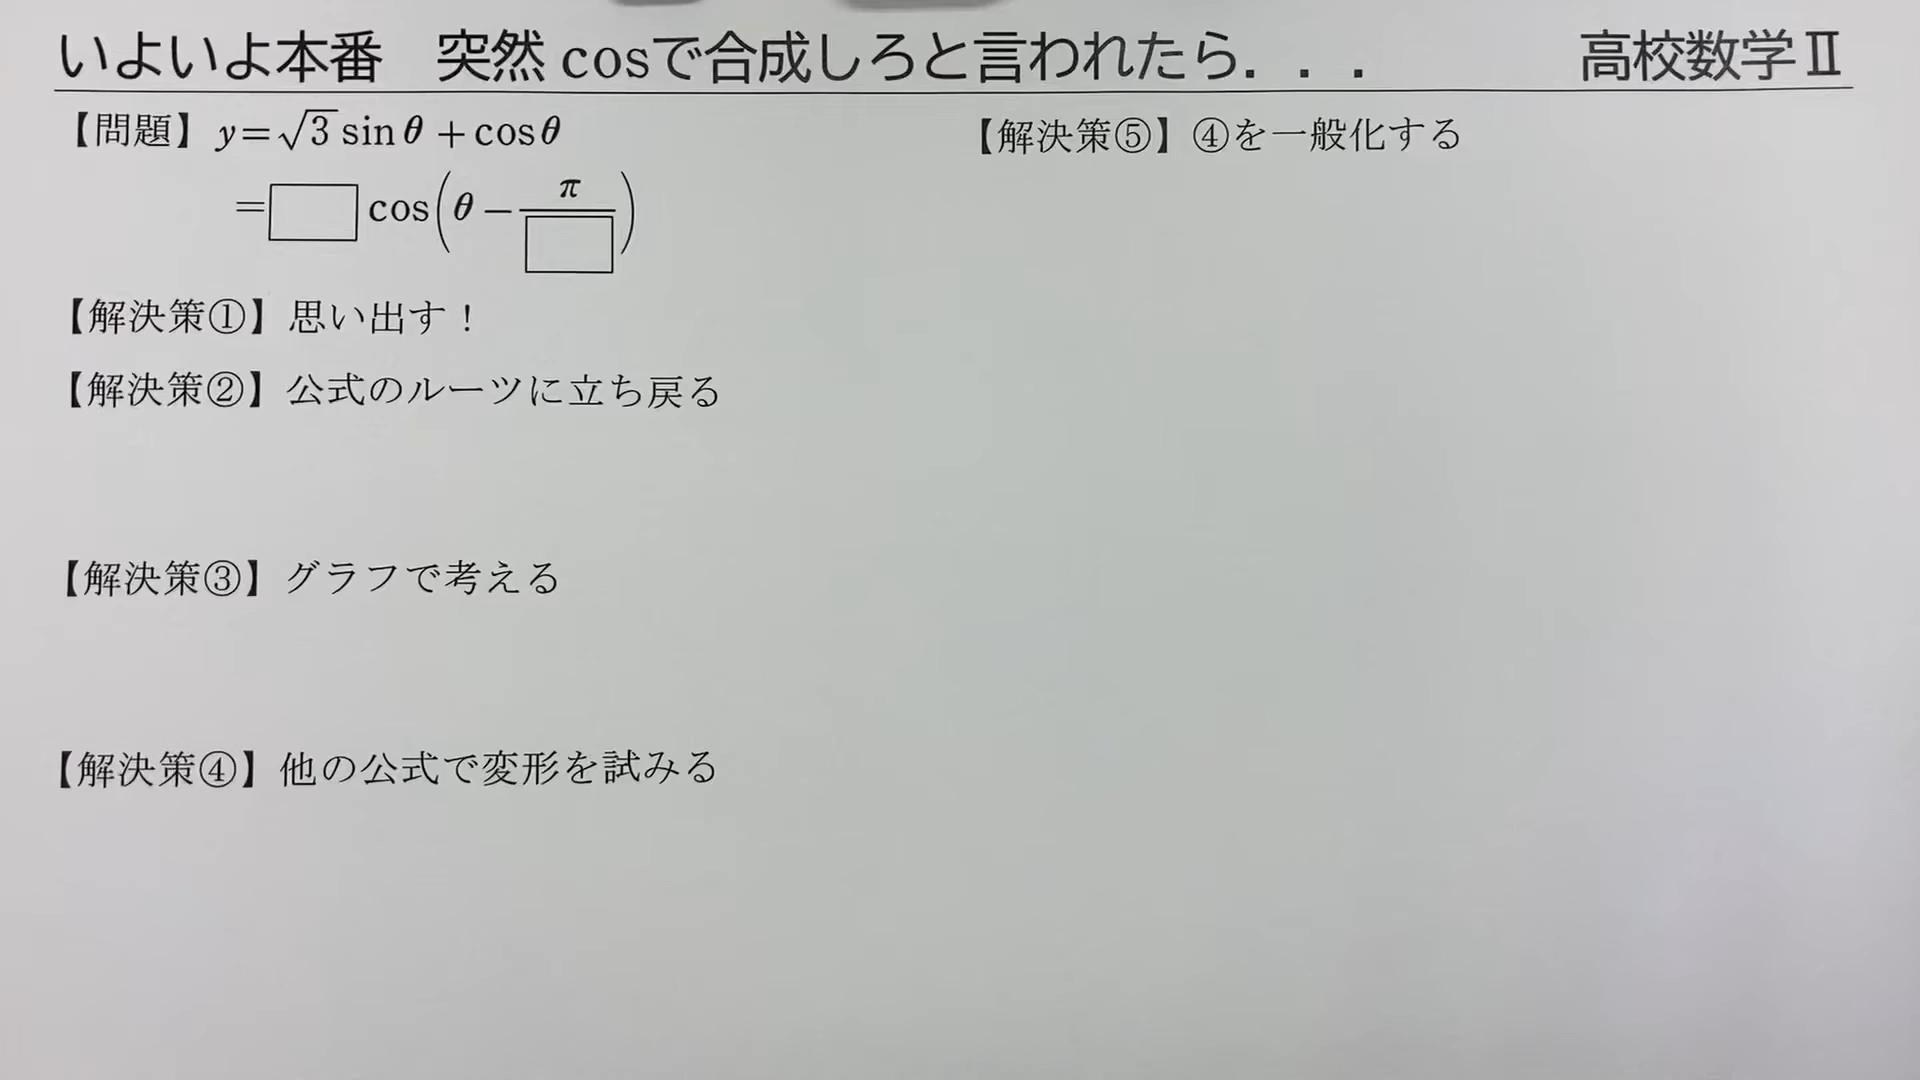 いよいよ本番　突然 cosで合成しろと言われたら．．．　高校数学Ⅱ
【問題】y=√3 sinθ+cosθ
=□cos(θ−π/□)
【解決策①】思い出す！
【解決策②】公式のルーツに立ち戻る
【解決策③】グラフで考える
【解決策④】他の公式で変形を試みる
【解決策⑤】④を一般化する